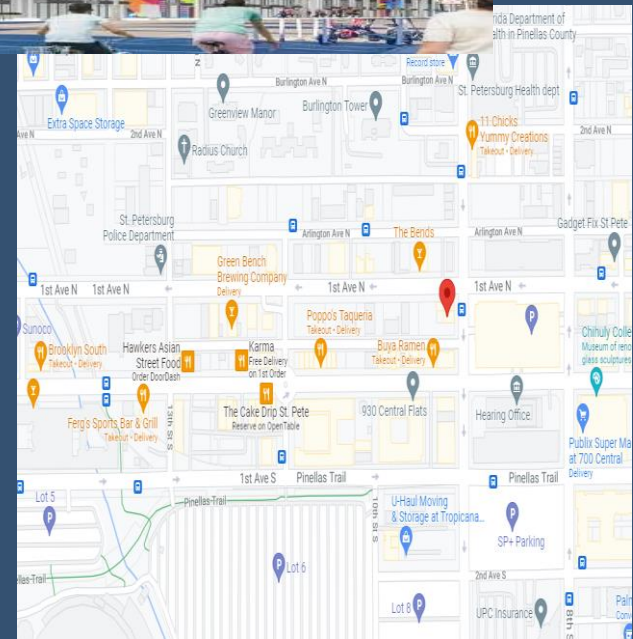 rida Department of
alth in Pinellas County
Record store
St. Petersburg Health dept
Burlington Ave N
Burlington Ave N
Greenview Manor
Burlington Tower
Extra Space Storage
Ave N
2nd Ave N
11 Chicks
Yummy Creations
Takeout • Delivery
2nd Ave N
Radius Church
St. Petersburg
Police Department
Arlington Ave N
The Bends
Arlington Ave N
Gadget Fix St Pete
Green Bench
Brewing Company
Delivery
1st Ave N
1st Ave N
1st Ave N
1st Ave N
Sunoco
Poppo's Taqueria
Takeout • Delivery
Brooklyn South
Takeout • Delivery
Hawkers Asian
Street Food
Order DoorDash
Karma
Free Delivery
on 1st Order
Buya Ramen
Takeout • Delivery
P
Chihuly Colle
Museum of reno
glass sculptures
Ferg's Sports Bar & Grill
Takeout • Delivery
13th St S
The Cake Drip St. Pete
Reserve on OpenTable
930 Central Flats
Hearing Office
Publix Super Ma
at 700 Central
Delivery
1st Ave S
Pinellas Trail
Pinellas Trail
Lot 5
P
Pinellas Trail
10th St S
U-Haul Moving
& Storage at Tropicana...
P
SP+ Parking
llas-Trail
P
Lot 6
2nd Ave S
Lot 8
P
UPC Insurance
8th S
P
Palm
Conv